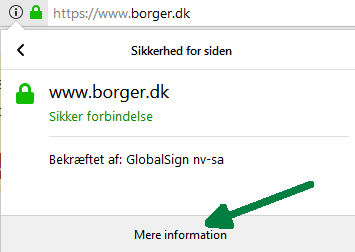 https://www.borger.dk
Sikkerhed for siden
www.borger.dk
Sikker forbindelse
Bekræftet af: GlobalSign nv-sa
Mere information